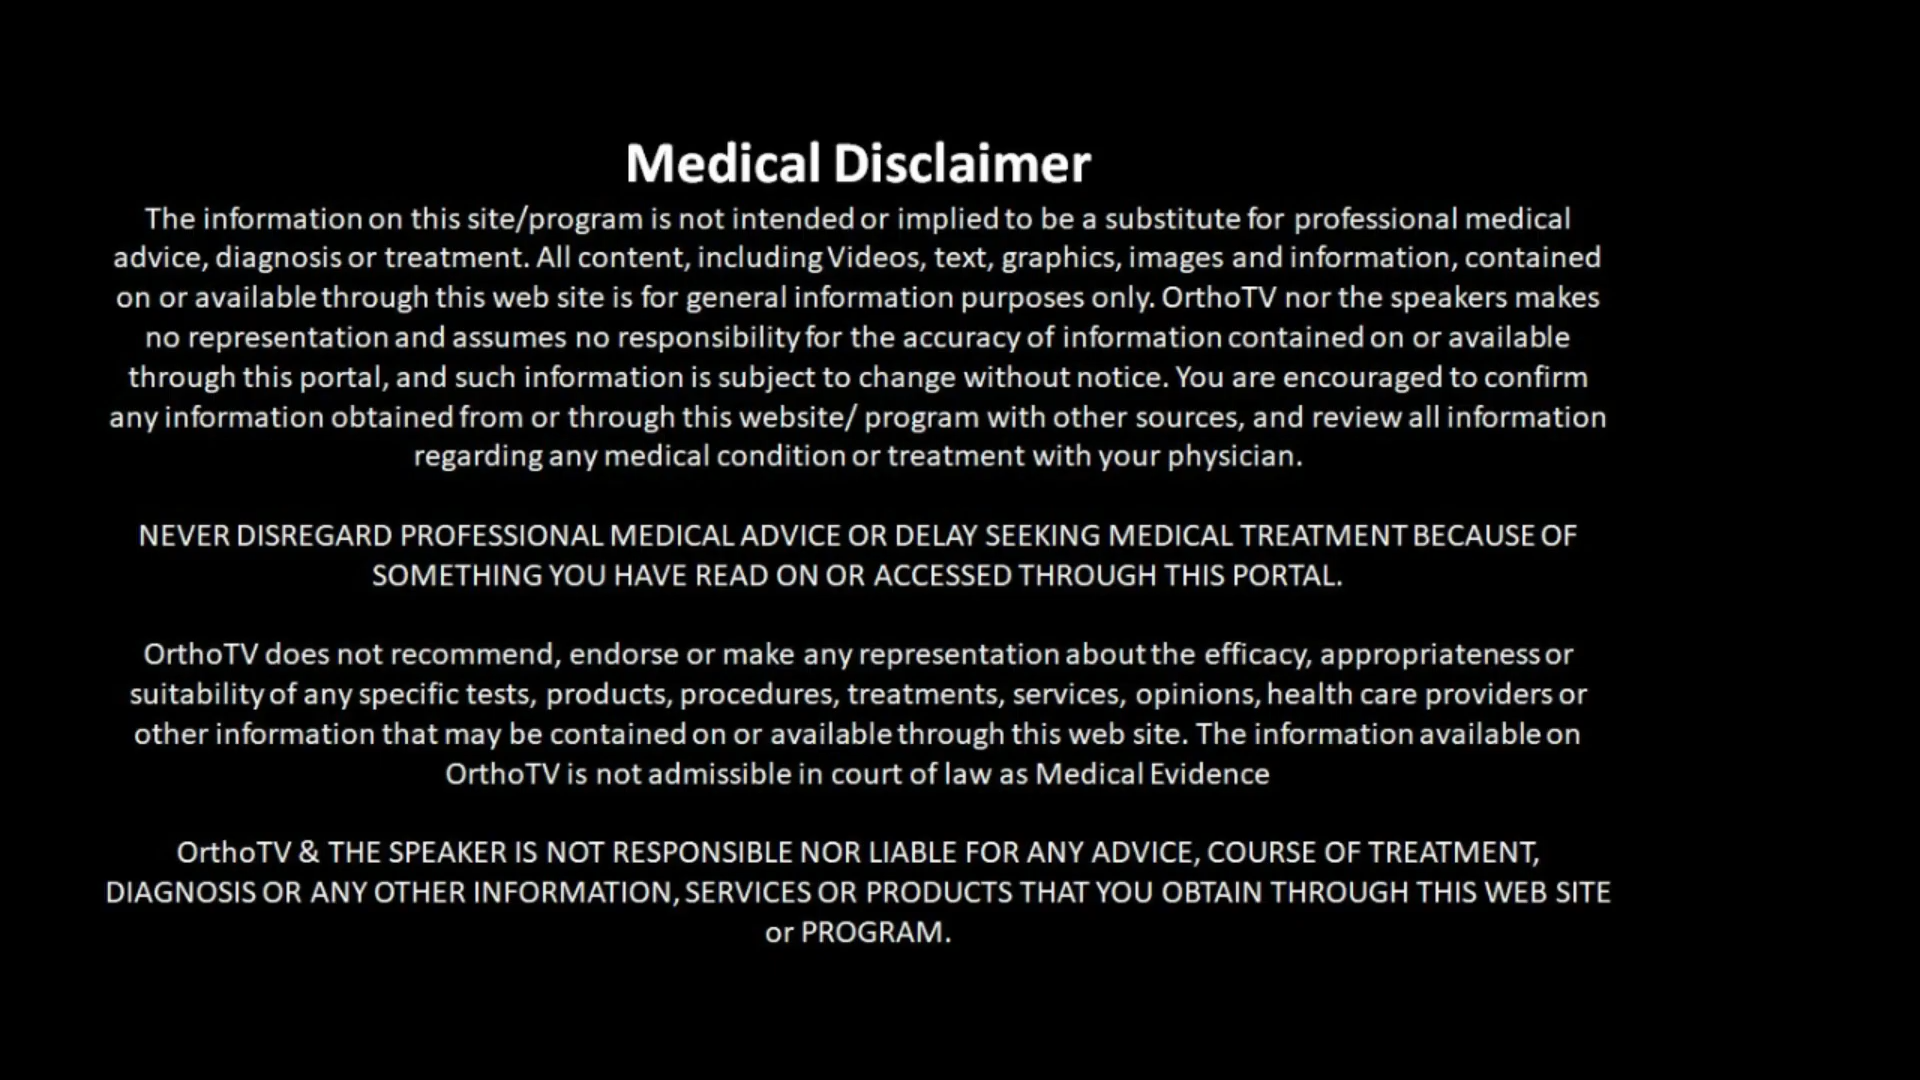 Medical Disclaimer
The information on this site/program is not intended or implied to be a substitute for professional medical
advice, diagnosis or treatment. All content, including Videos, text, graphics, images and information, contained
on or available through this web site is for general information purposes only. OrthoTV nor the speakers makes
no representation and assumes no responsibility for the accuracy of information contained on or available
through this portal, and such information is subject to change without notice. You are encouraged to confirm
any information obtained from or through this website/ program with other sources, and review all information
regarding any medical condition or treatment with your physician.
NEVER DISREGARD PROFESSIONAL MEDICAL ADVICE OR DELAY SEEKING MEDICAL TREATMENT BECAUSE OF
SOMETHING YOU HAVE READ ON OR ACCESSED THROUGH THIS PORTAL.
OrthoTV does not recommend, endorse or make any representation about the efficacy, appropriateness or
suitability of any specific tests, products, procedures, treatments, services, opinions, health care providers or
other information that may be contained on or available through this web site. The information available on
OrthoTV is not admissible in court of law as Medical Evidence
OrthoTV & THE SPEAKER IS NOT RESPONSIBLE NOR LIABLE FOR ANY ADVICE, COURSE OF TREATMENT,
DIAGNOSIS OR ANY OTHER INFORMATION, SERVICES OR PRODUCTS THAT YOU OBTAIN THROUGH THIS WEB SITE
or PROGRAM.